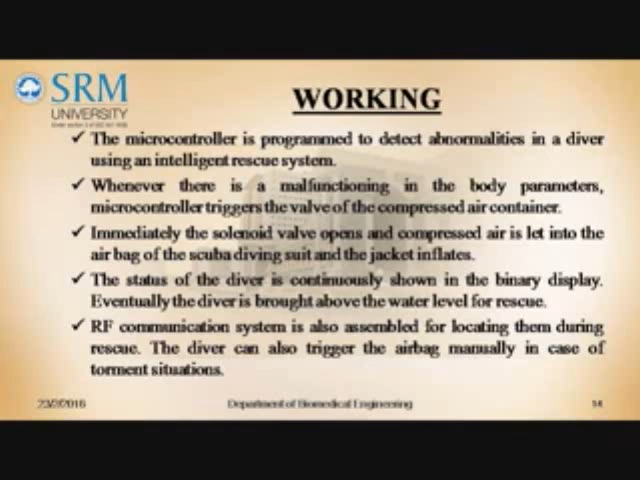 SRM
UNIVERSITY
WORKING
✓ The microcontroller is programmed to detect abnormalities in a diver
using an intelligent rescue system.
✓ Whenever there is a malfunctioning in the body parameters,
microcontroller triggers the valve of the compressed air container.
✓ Immediately the solenoid valve opens and compressed air is let into the
air bag of the scuba diving suit and the jacket inflates.
✓ The status of the diver is continuously shown in the binary display.
Eventually the diver is brought above the water level for rescue.
✓ RF communication system is also assembled for locating them during
rescue. The diver can also trigger the airbag manually in case of
torment situations.
Department of Biomedical Engineering